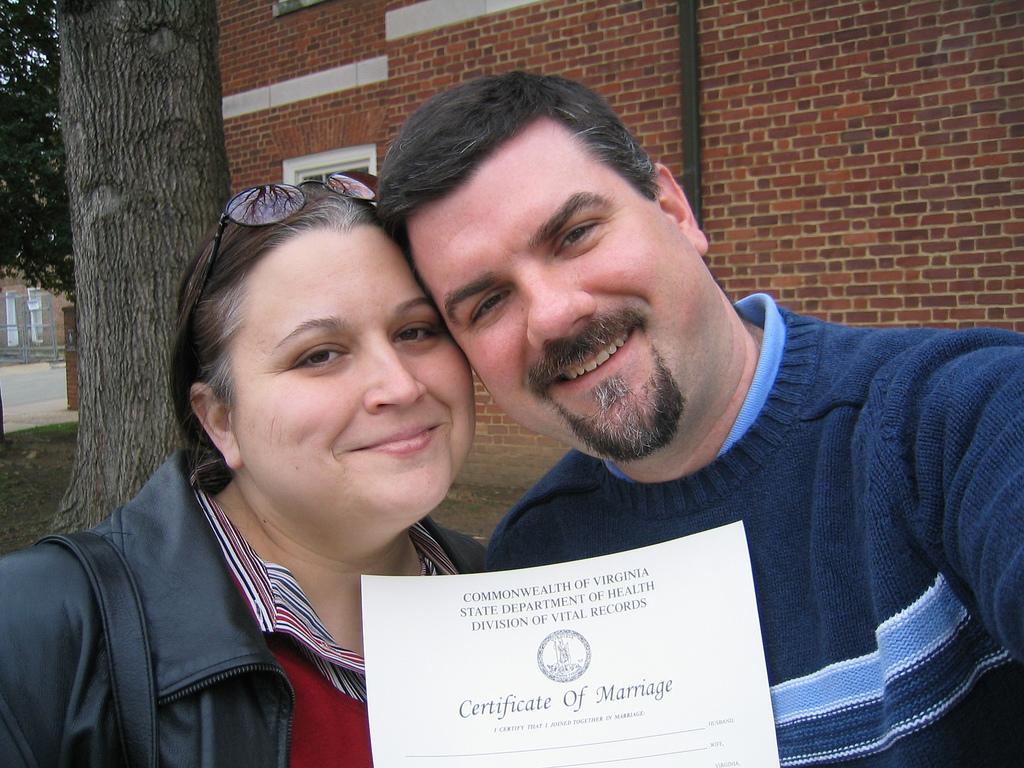 COMMONWEALTH OF VIRGINIA
STATE DEPARTMENT OF HEALTH
DIVISION OF VITAL RECORDS
Certificate Of Marriage
I CERTIFY THAT I JOINED TOGETHER IN MARRIAGE:
HUSBAND,
WIFE,
VIRGINIA,